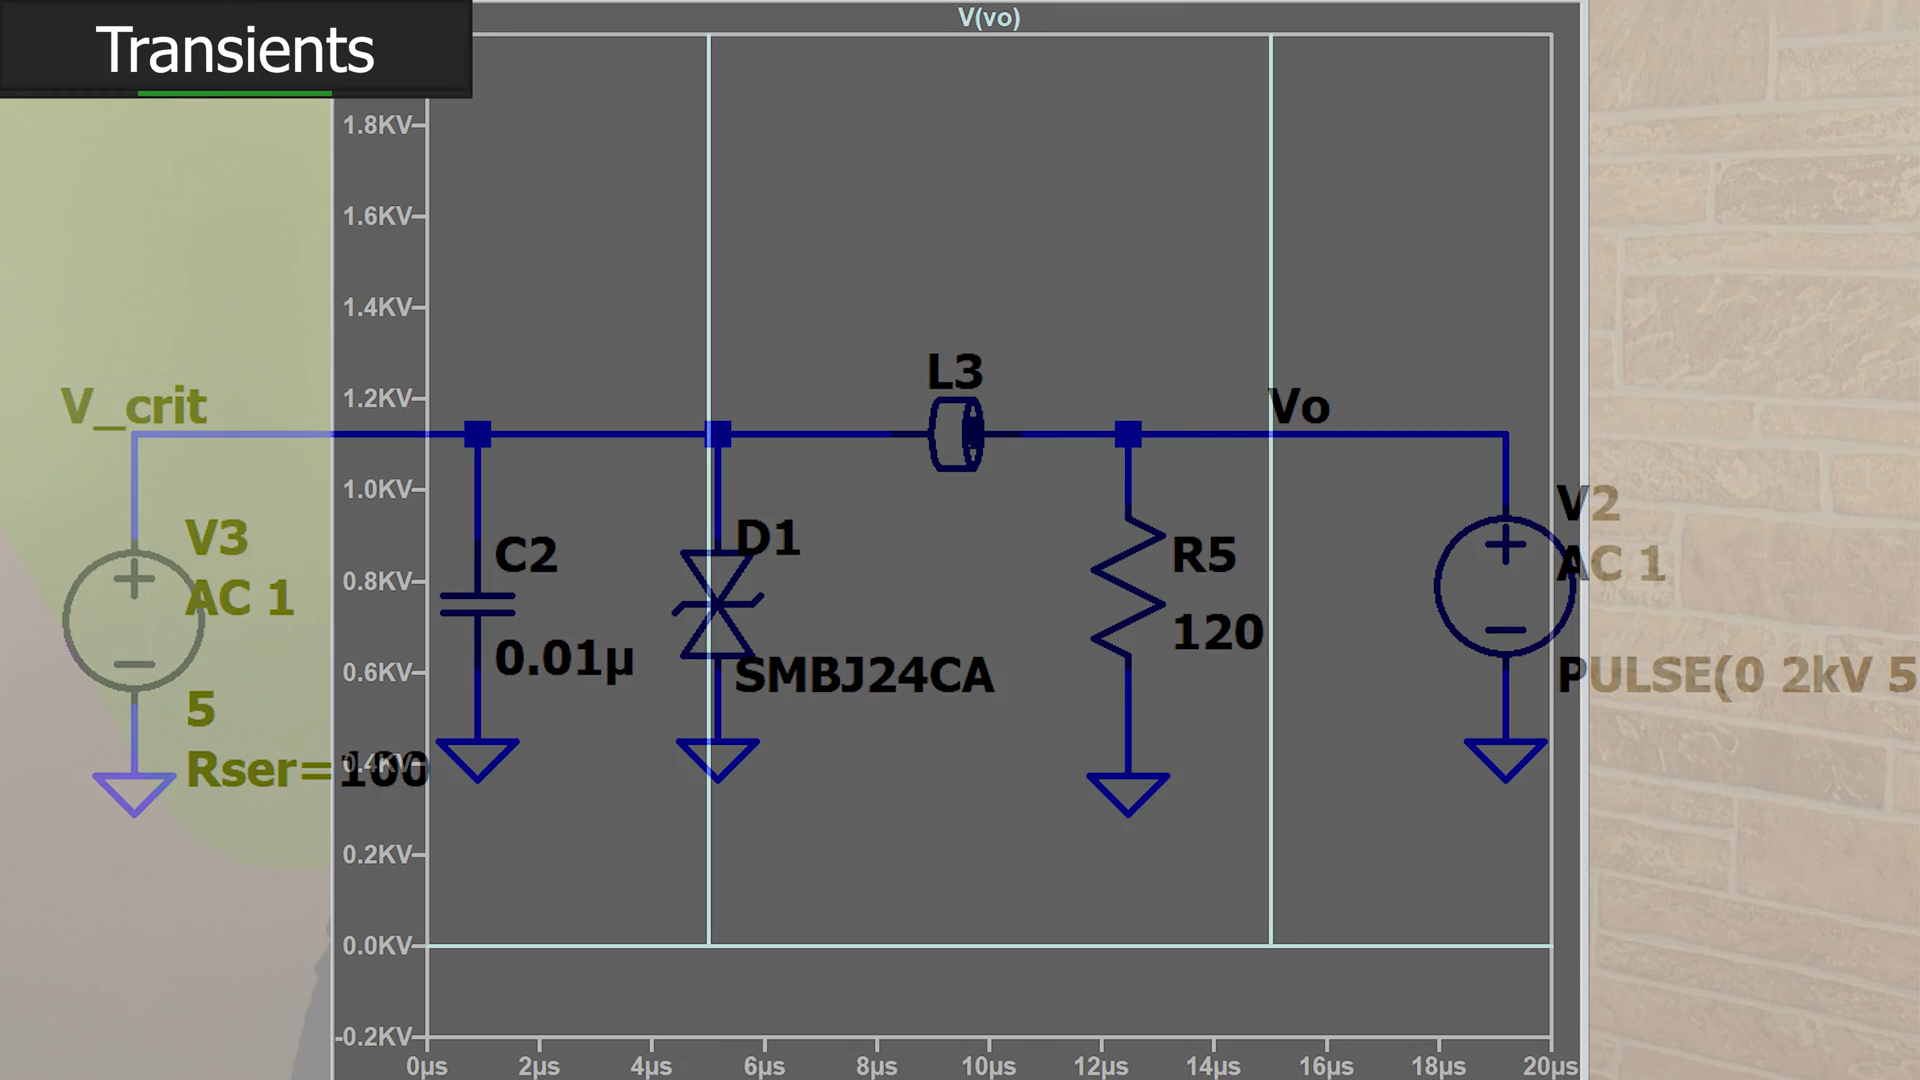 Transients
V(vo)
1.8KV
1.6KV
1.4KV
1.2KV
1.0KV
0.8KV
0.6KV
0.4KV
0.2KV
0.0KV
-0.2KV
0µs 2µs 4µs 6µs 8µs 10µs 12µs 14µs 16µs 18µs 20µs
V_crit
V3
AC 1
5
Rser=100
C2
0.01µ
D1
SMBJ24CA
L3
R5
120
Vo
V2
AC 1
PULSE(0 2kV 5